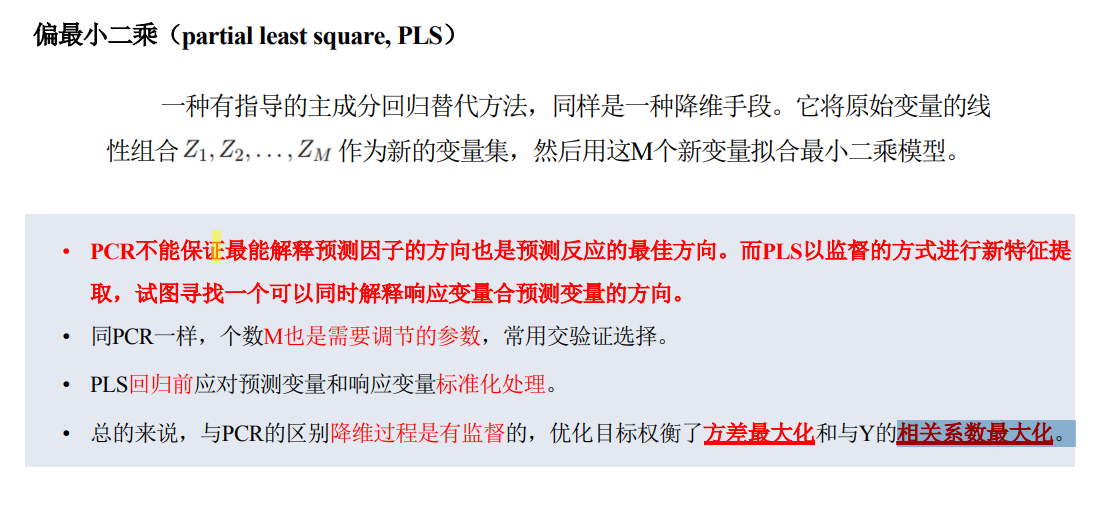 偏最小二乘（partial least square, PLS）
一种有指导的主成分回归替代方法，同样是一种降维手段。它将原始变量的线
性组合 Z₁, Z₂, . . . , Z_M 作为新的变量集，然后用这M个新变量拟合最小二乘模型。
• PCR不能保证最能解释预测因子的方向也是预测反应的最佳方向。而PLS以监督的方式进行新特征提
取，试图寻找一个可以同时解释响应变量合预测变量的方向。
• 同PCR一样，个数M也是需要调节的参数，常用交验证选择。
• PLS回归前应对预测变量和响应变量标准化处理。
• 总的来说，与PCR的区别降维过程是有监督的，优化目标权衡了方差最大化和与Y的相关系数最大化。